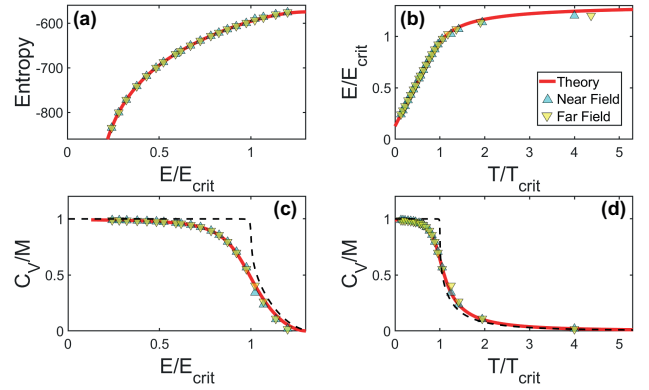 (a)
Entropy
-600
-700
-800
0
0.5
1
E/E_crit
(b)
E/E_crit
1
0.5
0
0
1
2
3
4
5
T/T_crit
Theory
Near Field
Far Field
(c)
C_V/M
1
0.5
0
0
0.5
1
E/E_crit
(d)
C_V/M
1
0.5
0
0
1
2
3
4
5
T/T_crit